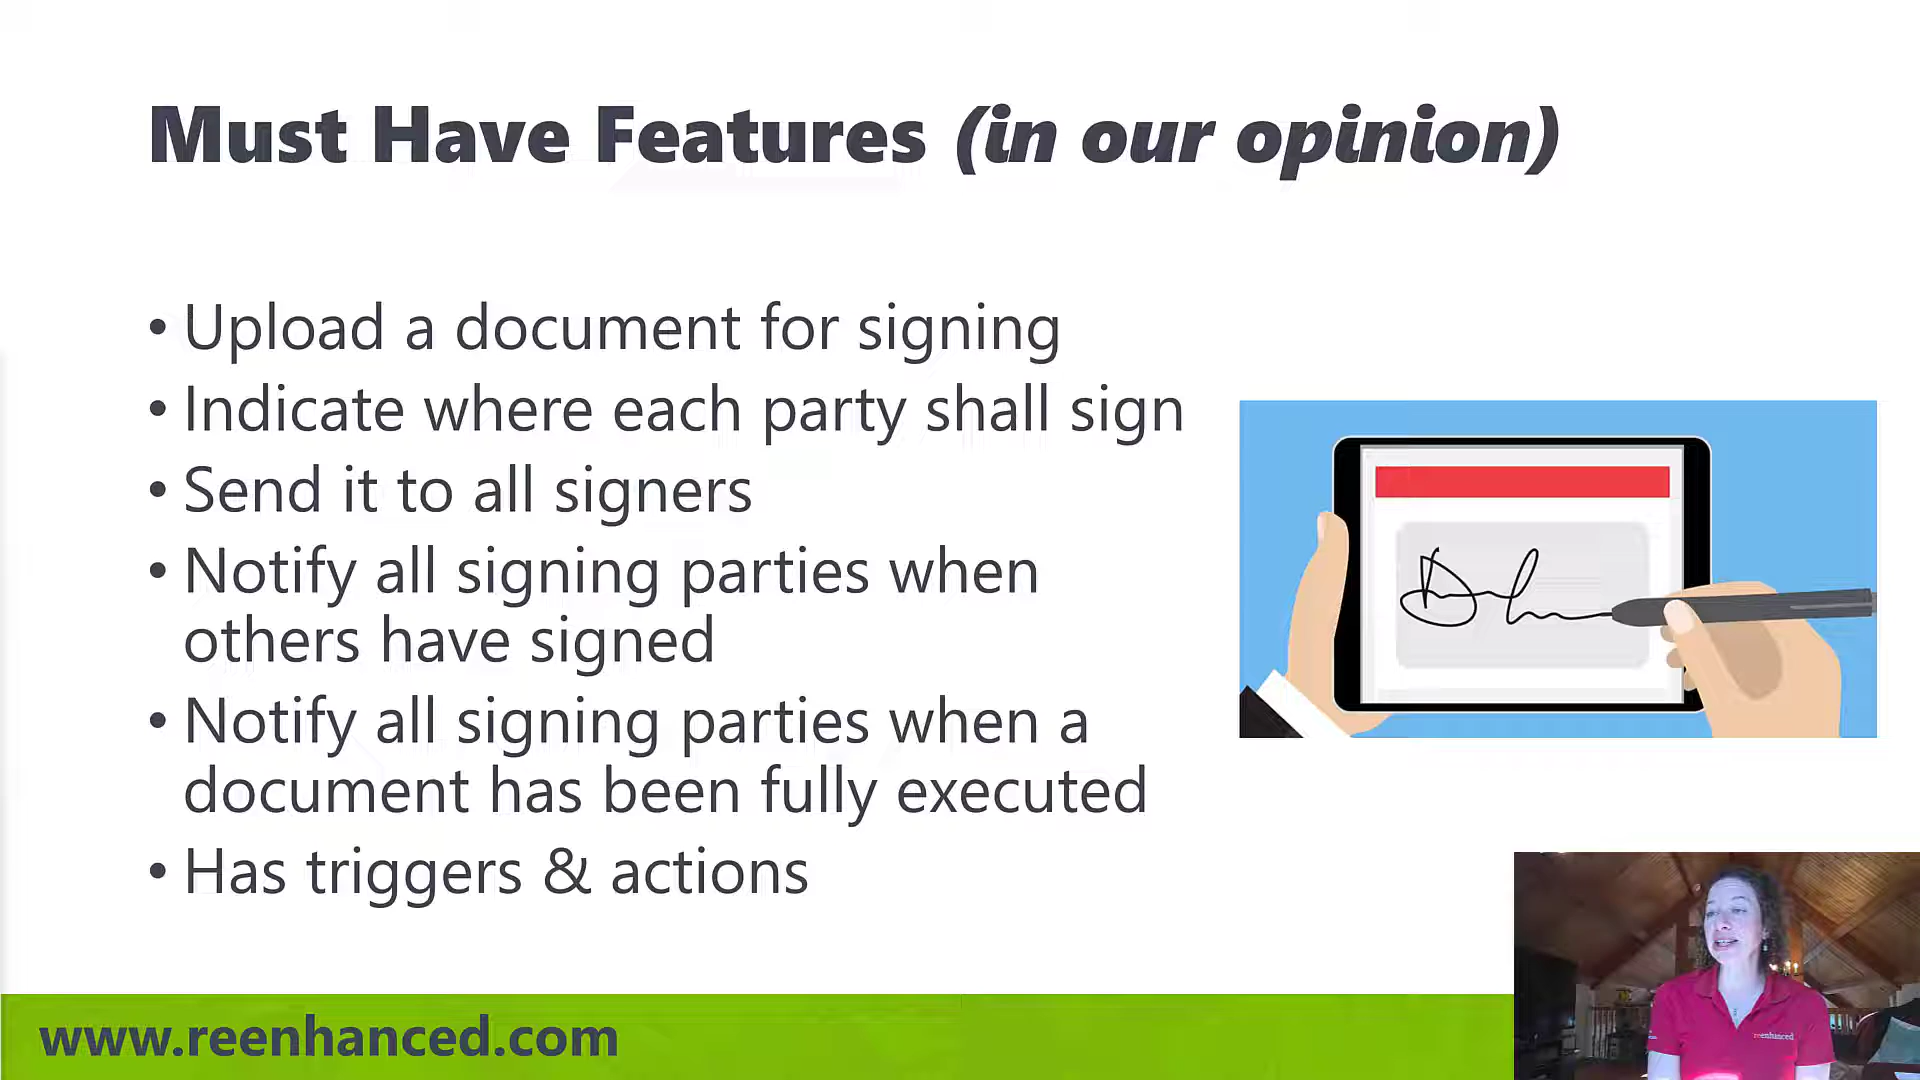 Must Have Features (in our opinion)
• Upload a document for signing
• Indicate where each party shall sign
• Send it to all signers
• Notify all signing parties when
others have signed
• Notify all signing parties when a
document has been fully executed
• Has triggers & actions
www.reenhanced.com
reenhanced